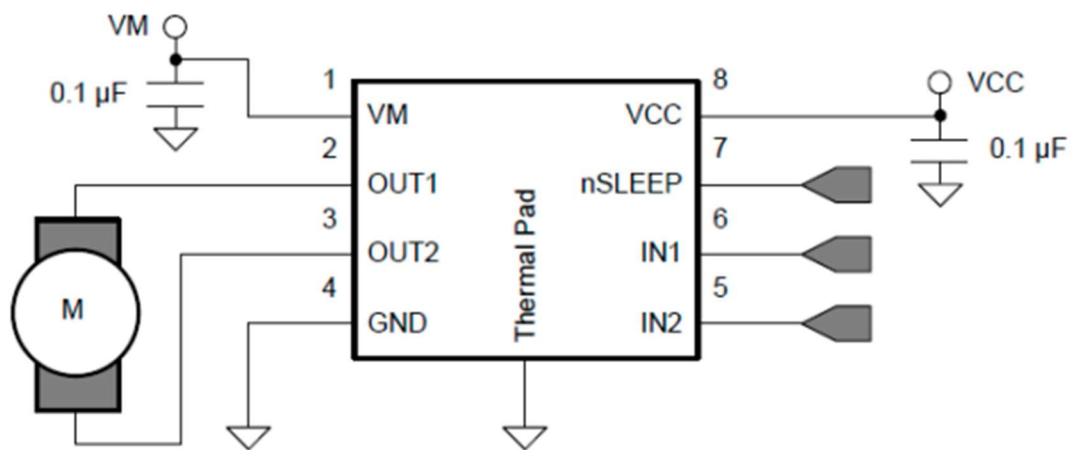 VM
0.1 µF
1
VM
2
OUT1
3
OUT2
4
GND
M
Thermal Pad
8
VCC
7
nSLEEP
6
IN1
5
IN2
VCC
0.1 µF